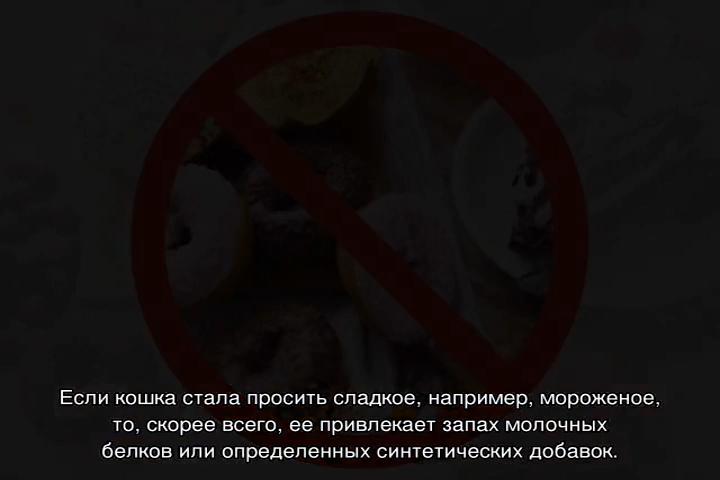 Если кошка стала просить сладкое, например, мороженое,
то, скорее всего, ее привлекает запах молочных
белков или определенных синтетических добавок.